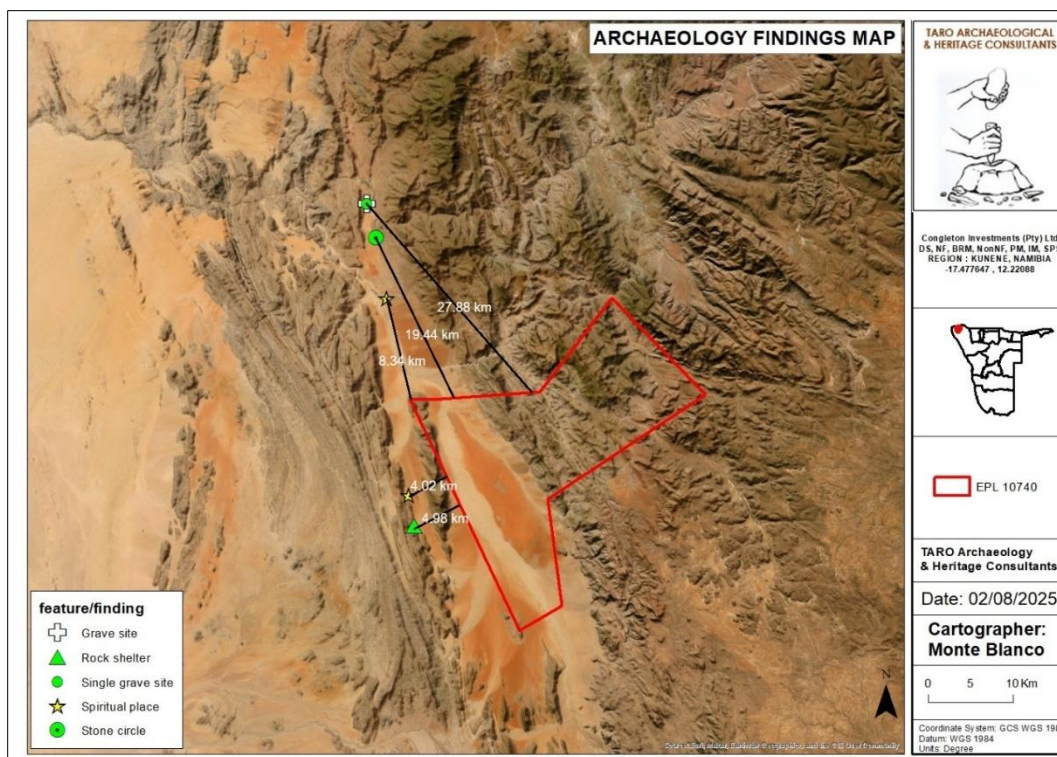 ARCHAEOLOGY FINDINGS MAP
27.88 km
19.44 km
8.34 km
4.02 km
4.98 km
feature/finding
Grave site
Rock shelter
Single grave site
Spiritual place
Stone circle
N
TARO ARCHAEOLOGICAL
& HERITAGE CONSULTANTS
Congleton Investments (Pty) Ltd
DS, NF, BRM, NonNF, PM, IM, SPS
REGION : KUNENE, NAMIBIA
-17.477647 , 12.22088
EPL 10740
TARO Archaeology
& Heritage Consultants
Date: 02/08/2025
Cartographer:
Monte Blanco
0 5 10 Km
Coordinate System: GCS WGS 198
Datum: WGS 1984
Units: Degree